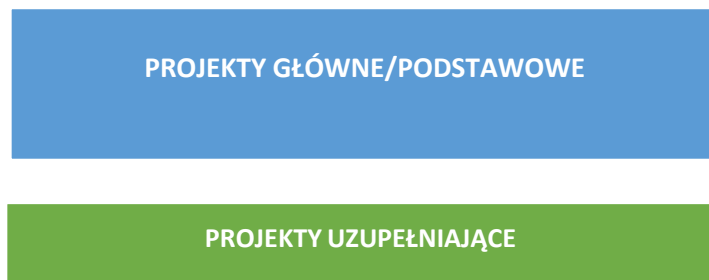 PROJEKTY GŁÓWNE/PODSTAWOWE
PROJEKTY UZUPEŁNIAJĄCE